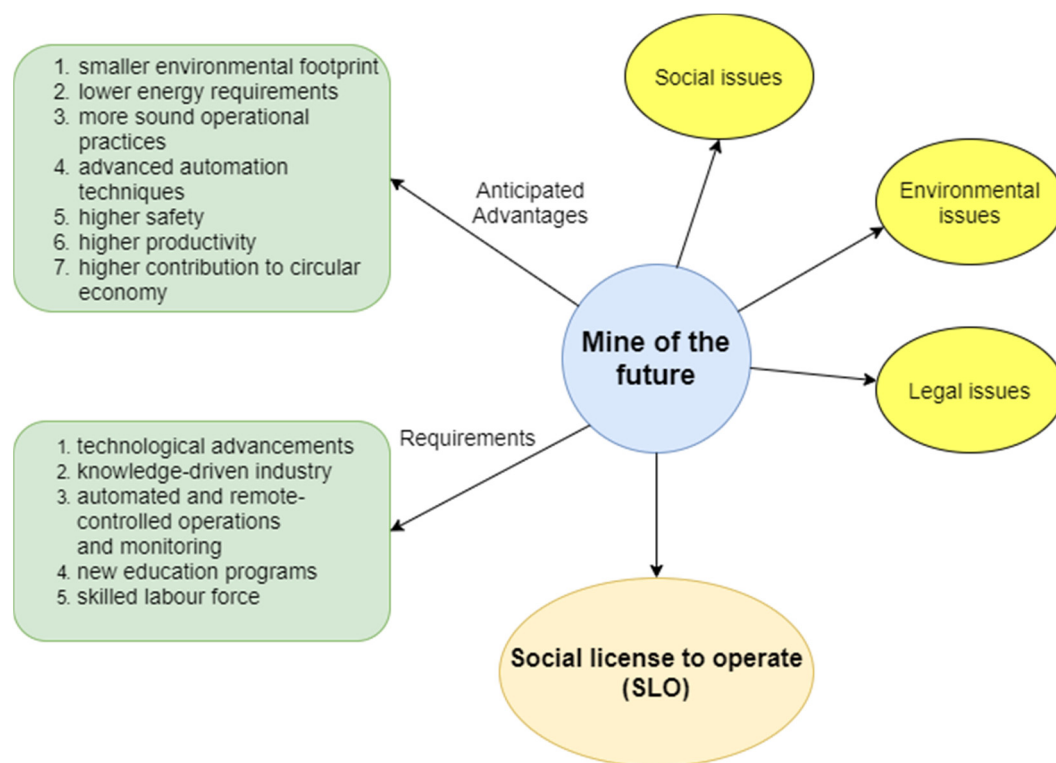 1. smaller environmental footprint
2. lower energy requirements
3. more sound operational
practices
4. advanced automation
techniques
5. higher safety
6. higher productivity
7. higher contribution to circular
economy
Anticipated
Advantages
Social issues
Environmental
issues
Mine of the
future
Legal issues
Requirements
1. technological advancements
2. knowledge-driven industry
3. automated and remote-
controlled operations
and monitoring
4. new education programs
5. skilled labour force
Social license to operate
(SLO)